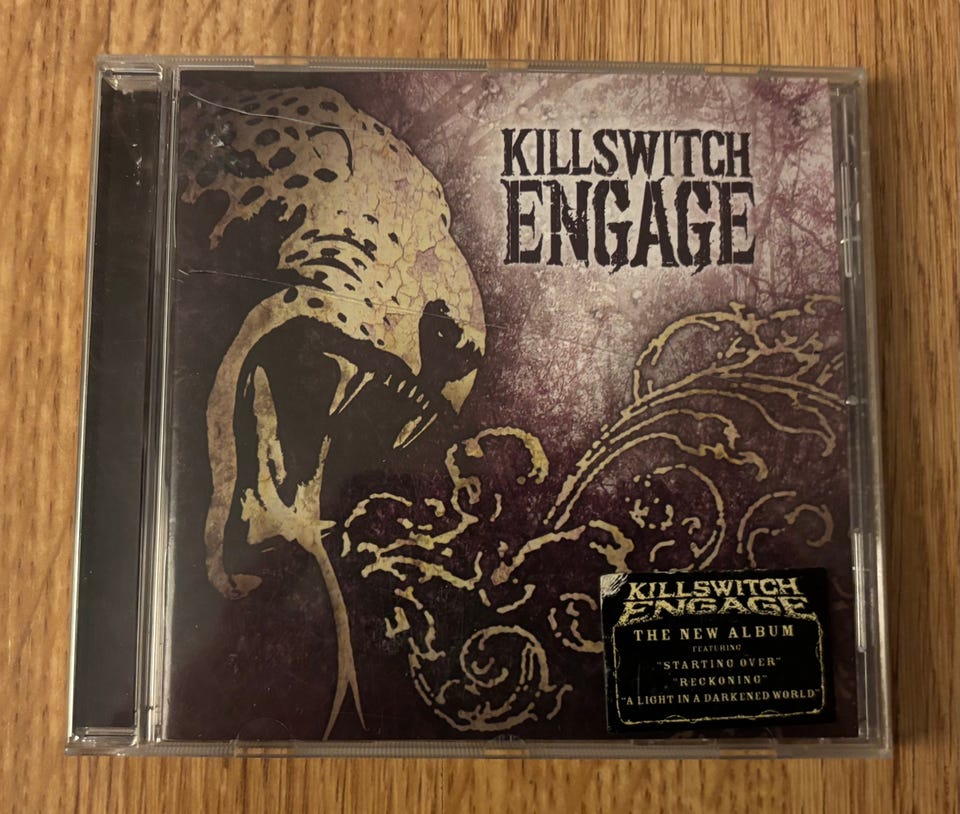 KILLSWITCH
ENGAGE
KILLSWITCH
ENGAGE
THE NEW ALBUM
FEATURING
"STARTING OVER"
"RECKONING"
"A LIGHT IN A DARKENED WORLD"